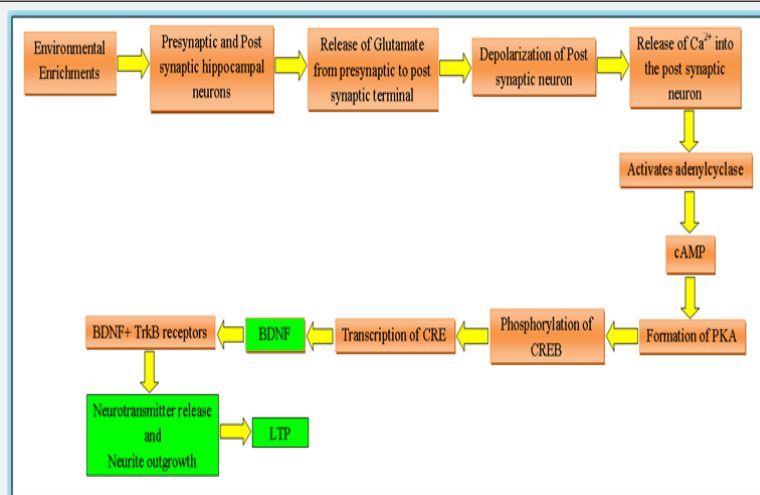 Environmental
Enrichments
Presynaptic and Post
synaptic hippocampal
neurons
Release of Glutamate
from presynaptic to post
synaptic terminal
Depolarization of Post
synaptic neuron
Release of Ca²⁺ into
the post synaptic
neuron
Activates adenylcyclase
cAMP
Formation of PKA
Phosphorylation of
CREB
Transcription of CRE
BDNF
BDNF+ TrkB receptors
Neurotransmitter release
and
Neurite outgrowth
LTP